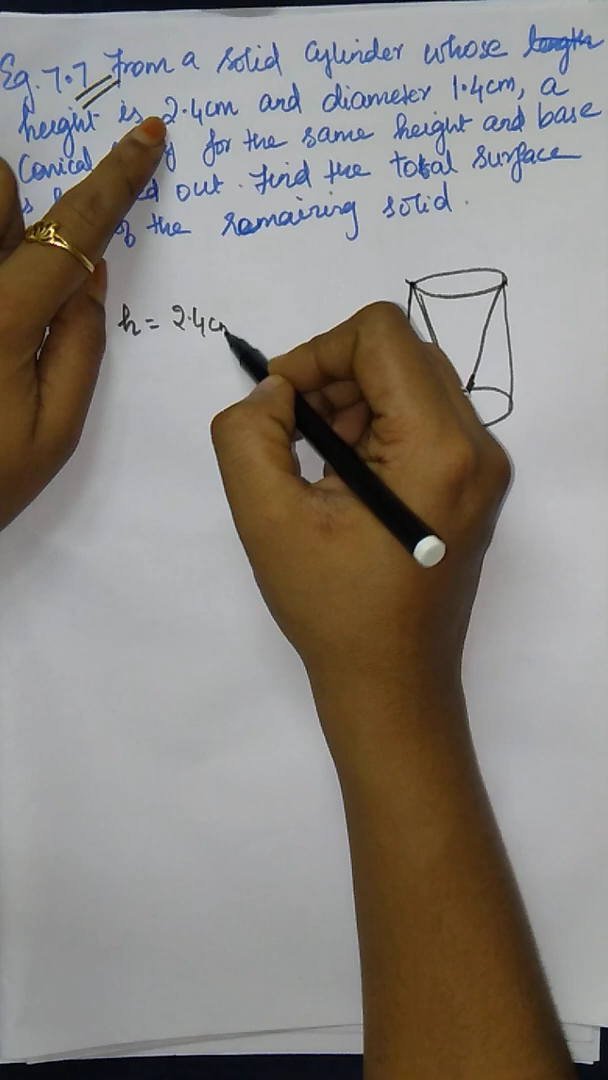 Eg. 7.7 From a solid cylinder whose length
height is 2.4cm and diameter 1.4cm, a
Conical for the same height and base
out. Find the total surface
of the remaining solid.
h = 2.4c